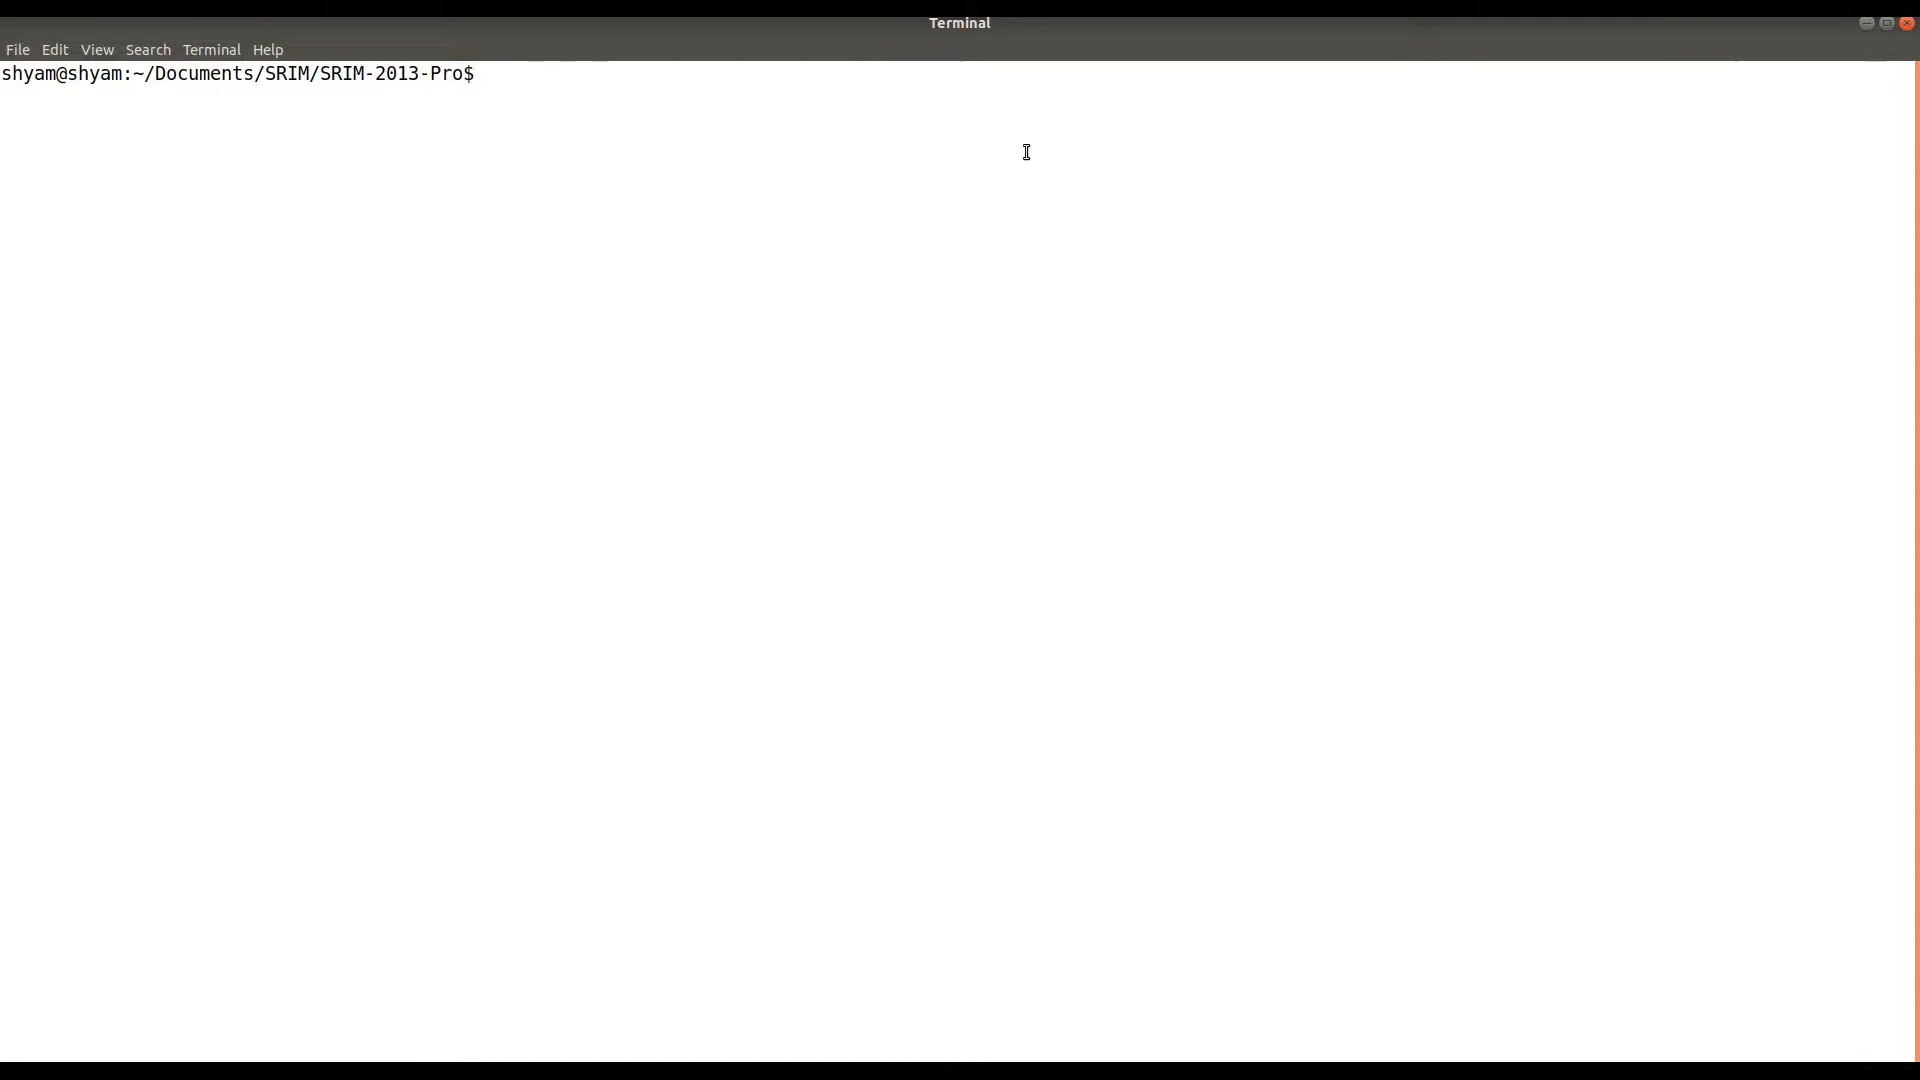 Terminal
File Edit View Search Terminal Help
shyam@shyam:~/Documents/SRIM/SRIM-2013-Pro$